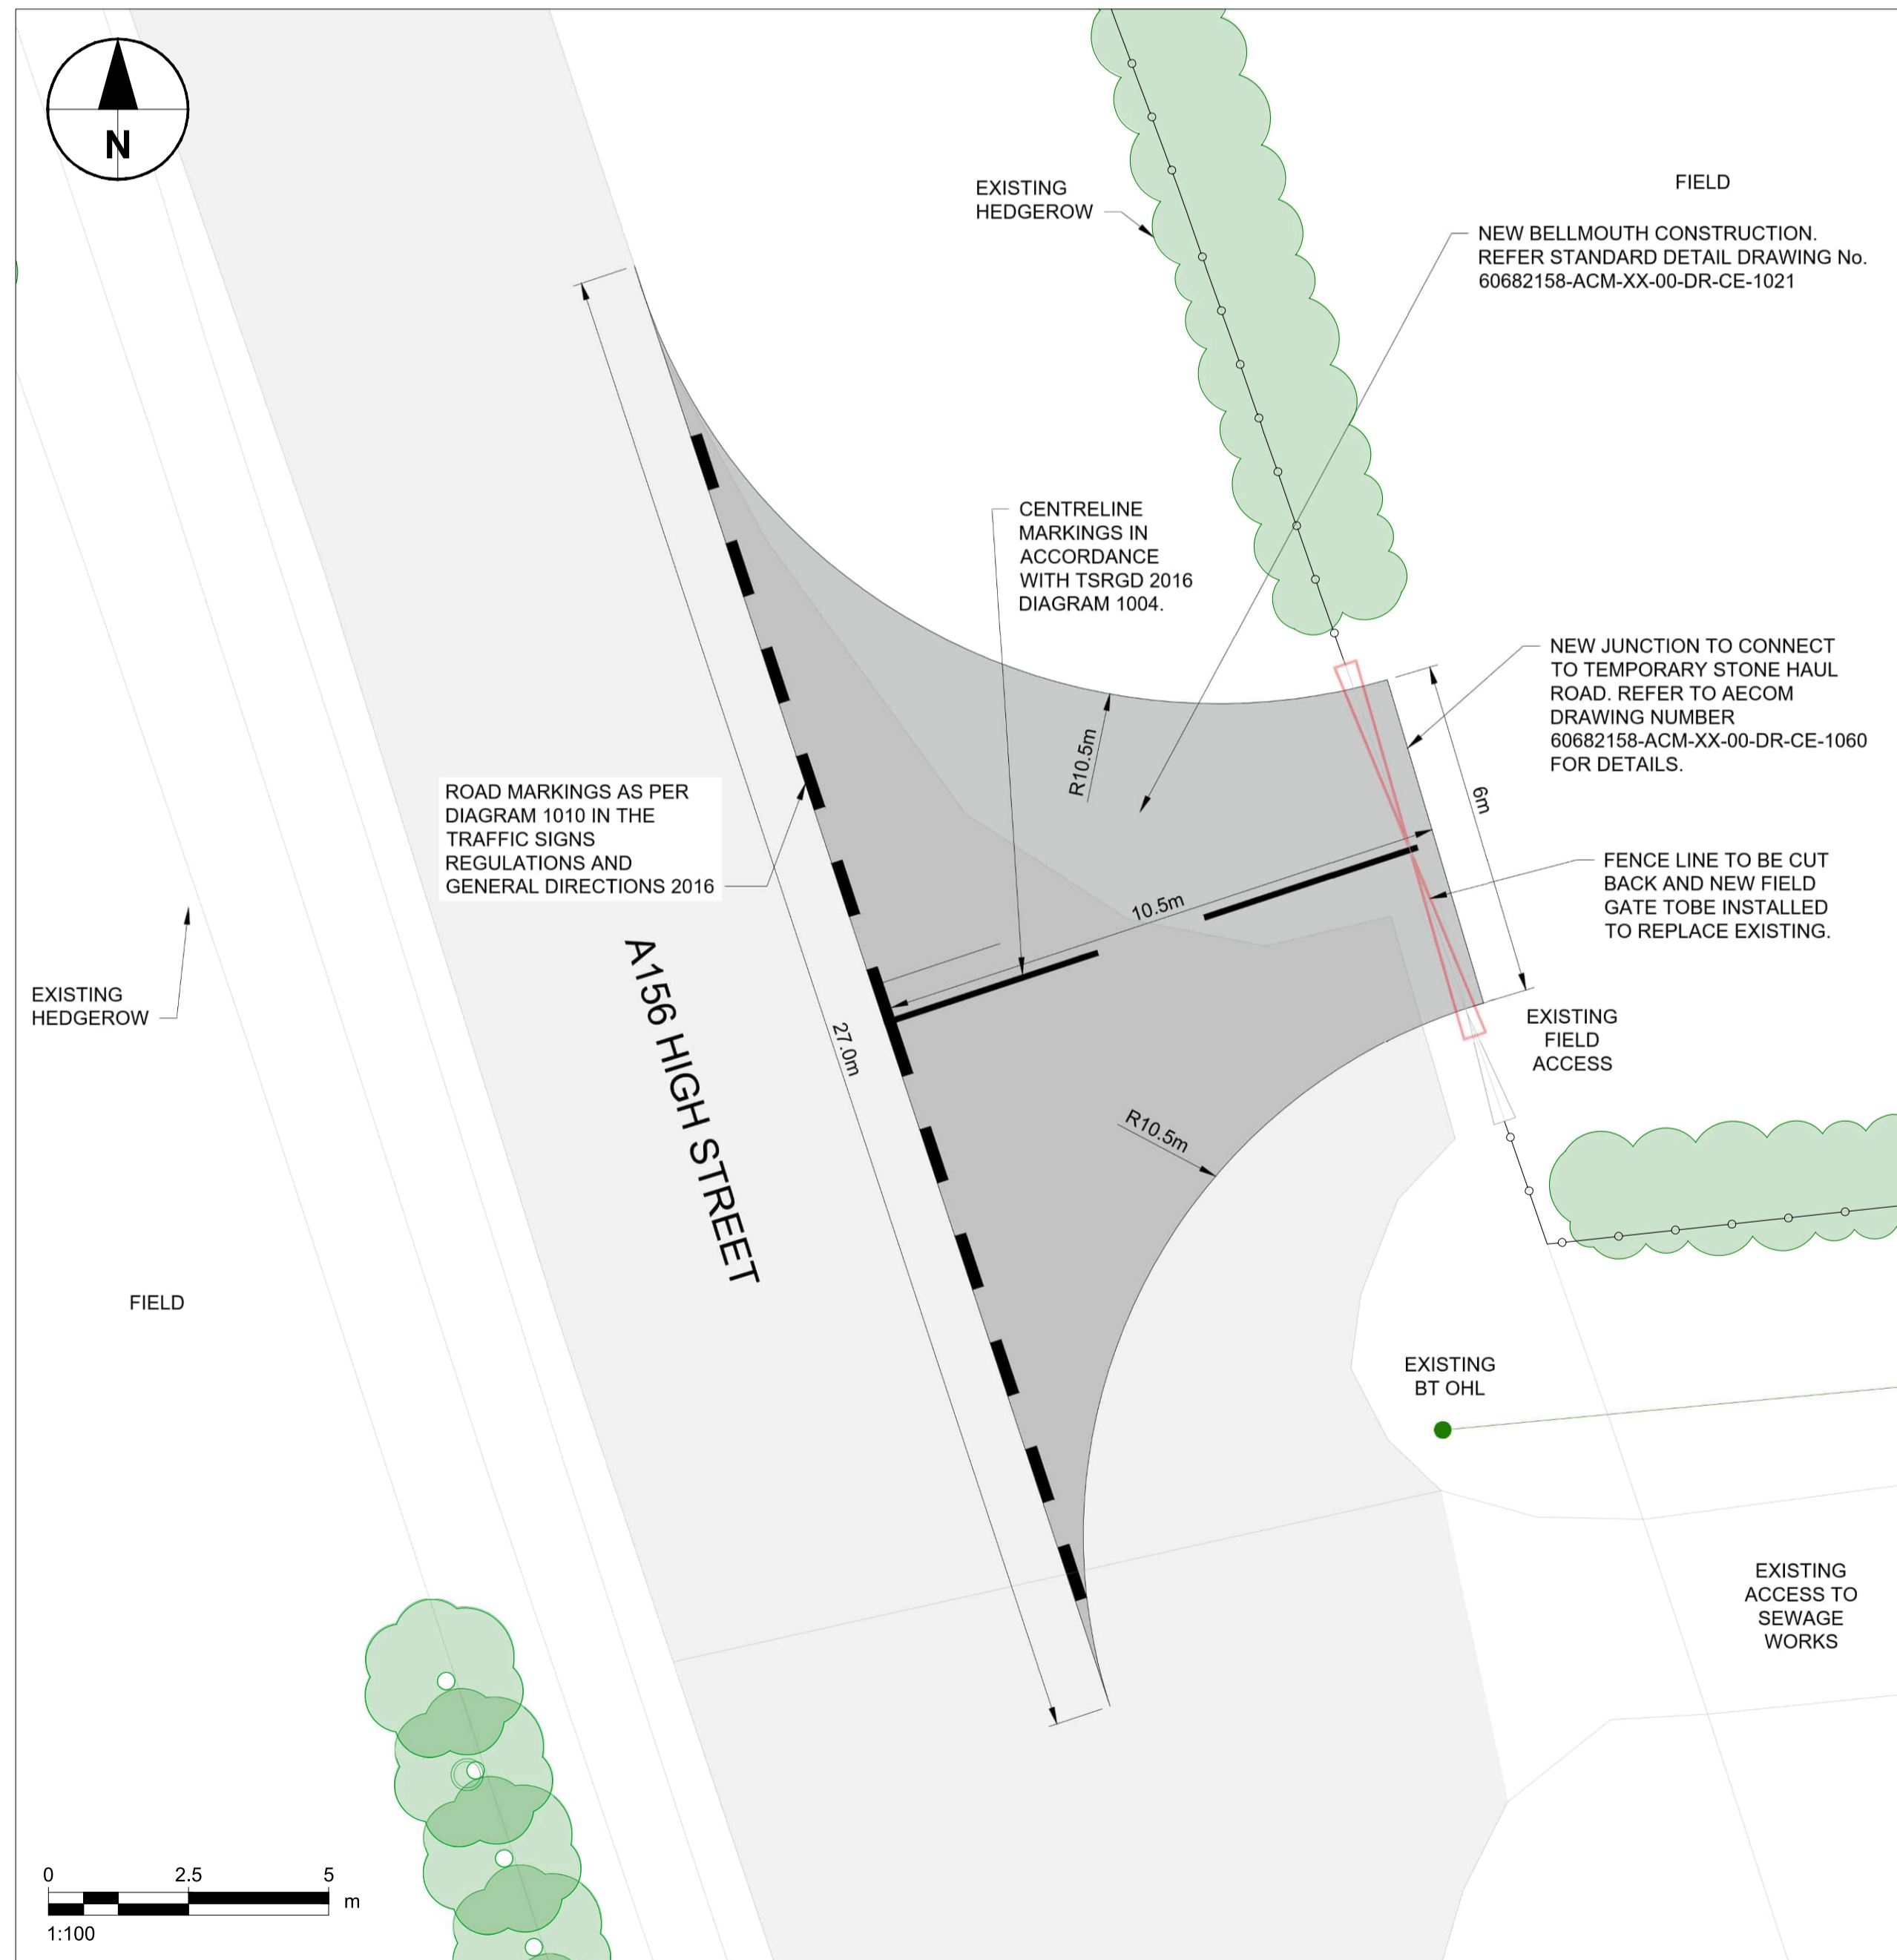 N
EXISTING
HEDGEROW
FIELD
NEW BELLMOUTH CONSTRUCTION.
REFER STANDARD DETAIL DRAWING No.
60682158-ACM-XX-00-DR-CE-1021
CENTRELINE
MARKINGS IN
ACCORDANCE
WITH TSRGD 2016
DIAGRAM 1004.
NEW JUNCTION TO CONNECT
TO TEMPORARY STONE HAUL
ROAD. REFER TO AECOM
DRAWING NUMBER
60682158-ACM-XX-00-DR-CE-1060
FOR DETAILS.
R10.5m
6m
ROAD MARKINGS AS PER
DIAGRAM 1010 IN THE
TRAFFIC SIGNS
REGULATIONS AND
GENERAL DIRECTIONS 2016
FENCE LINE TO BE CUT
BACK AND NEW FIELD
GATE TOBE INSTALLED
TO REPLACE EXISTING.
10.5m
A156 HIGH STREET
27.0m
EXISTING
HEDGEROW
EXISTING
FIELD
ACCESS
R10.5m
FIELD
EXISTING
BT OHL
EXISTING
ACCESS TO
SEWAGE
WORKS
0 2.5 5
m
1:100